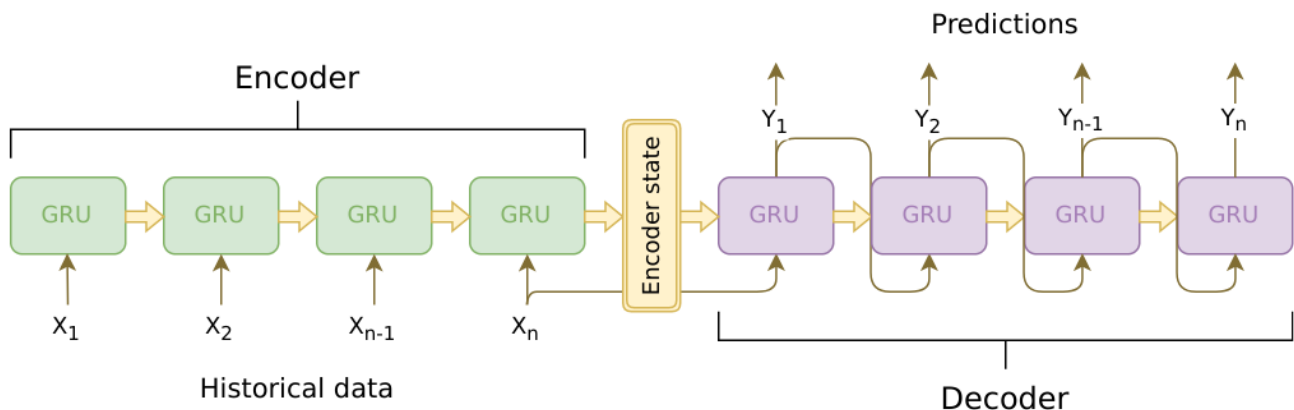 Predictions
Encoder
Y1 Y2 Yn-1 Yn
GRU GRU GRU GRU Encoder state GRU GRU GRU GRU
X1 X2 Xn-1 Xn
Historical data
Decoder